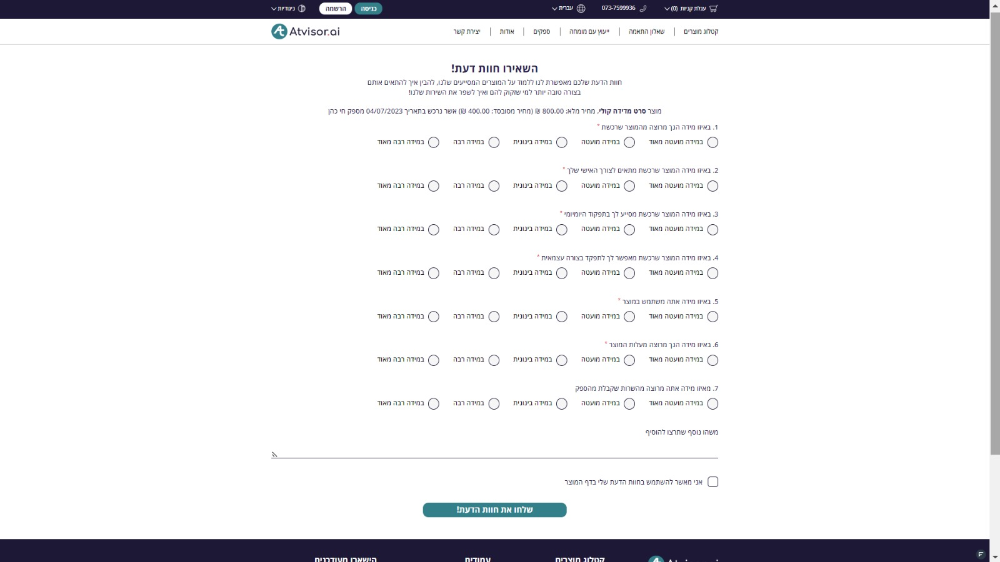 עגלת קניות (0)
073-7599936
עברית
כניסה
הרשמה
ניגודיות
קטלוג מוצרים
שאלון התאמה
ייעוץ עם מומחה
ספקים
אודות
יצירת קשר
Atvisor.ai
השאירו חוות דעת!
חוות הדעת שלכם מאפשרת לנו ללמוד על המוצרים המסייעים שלנו, להבין איך להתאים אותם
בצורה טובה יותר למי שזקוק להם ואיך לשפר את השירות שלנו!
מוצר סרט מדידה קולי, מחיר מלא: 800.00 ₪ (מחיר מסובסד: 400.00 ₪) אשר נרכש בתאריך 04/07/2023 מספק חי כהן
1. באיזו מידה הנך מרוצה מהמוצר שרכשת *
במידה מועטה מאוד במידה מועטה במידה בינונית במידה רבה במידה רבה מאוד
2. באיזו מידה המוצר שרכשת מתאים לצורך האישי שלך *
במידה מועטה מאוד במידה מועטה במידה בינונית במידה רבה במידה רבה מאוד
3. באיזו מידה המוצר שרכשת מסייע לך בתפקוד היומיומי *
במידה מועטה מאוד במידה מועטה במידה בינונית במידה רבה במידה רבה מאוד
4. באיזו מידה המוצר שרכשת מאפשר לך לתפקד בצורה עצמאית *
במידה מועטה מאוד במידה מועטה במידה בינונית במידה רבה במידה רבה מאוד
5. באיזו מידה אתה משתמש במוצר *
במידה מועטה מאוד במידה מועטה במידה בינונית במידה רבה במידה רבה מאוד
6. באיזו מידה הנך מרוצה מעלות המוצר *
במידה מועטה מאוד במידה מועטה במידה בינונית במידה רבה במידה רבה מאוד
7. מאיזו מידה אתה מרוצה מהשרות שקבלת מהספק
במידה מועטה מאוד במידה מועטה במידה בינונית במידה רבה במידה רבה מאוד
משהו נוסף שתרצו להוסיף
אני מאשר להשתמש בחוות הדעת שלי בדף המוצר
שלחו את חוות הדעת!
קטלוג מוצרים
עמודים
הישארו מעודכנים